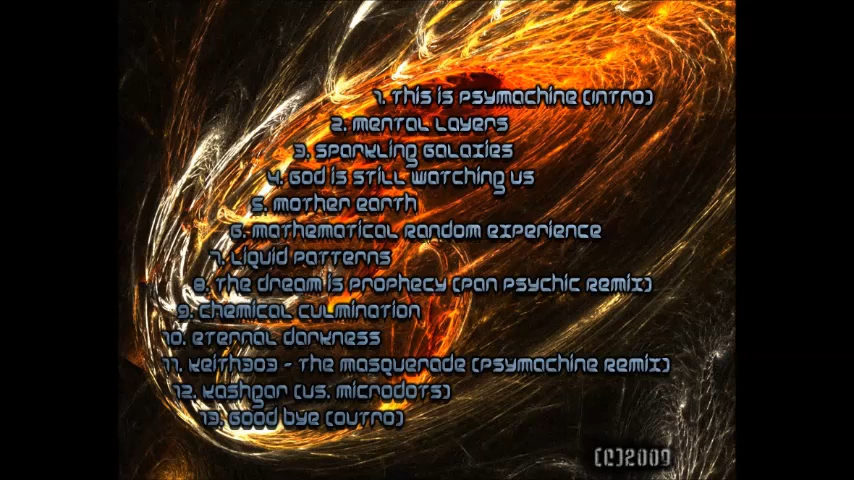 1. This is Psymachine (Intro)
2. Mental Layers
3. Sparkling Galaxies
4. God is still watching us
5. Mother Earth
6. Mathematical Random Experience
7. Liquid Patterns
8. The Dream is Prophecy (Pan Psychic Remix)
9. Chemical Culmination
10. Eternal Darkness
11. Keith303 - The Masquerade (Psymachine Remix)
12. Kashgar (vs. Microdots)
13. Good Bye (Outro)
(C)2009